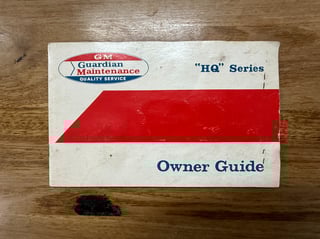 GM
Guardian
Maintenance
QUALITY SERVICE
"HQ" Series
Owner Guide